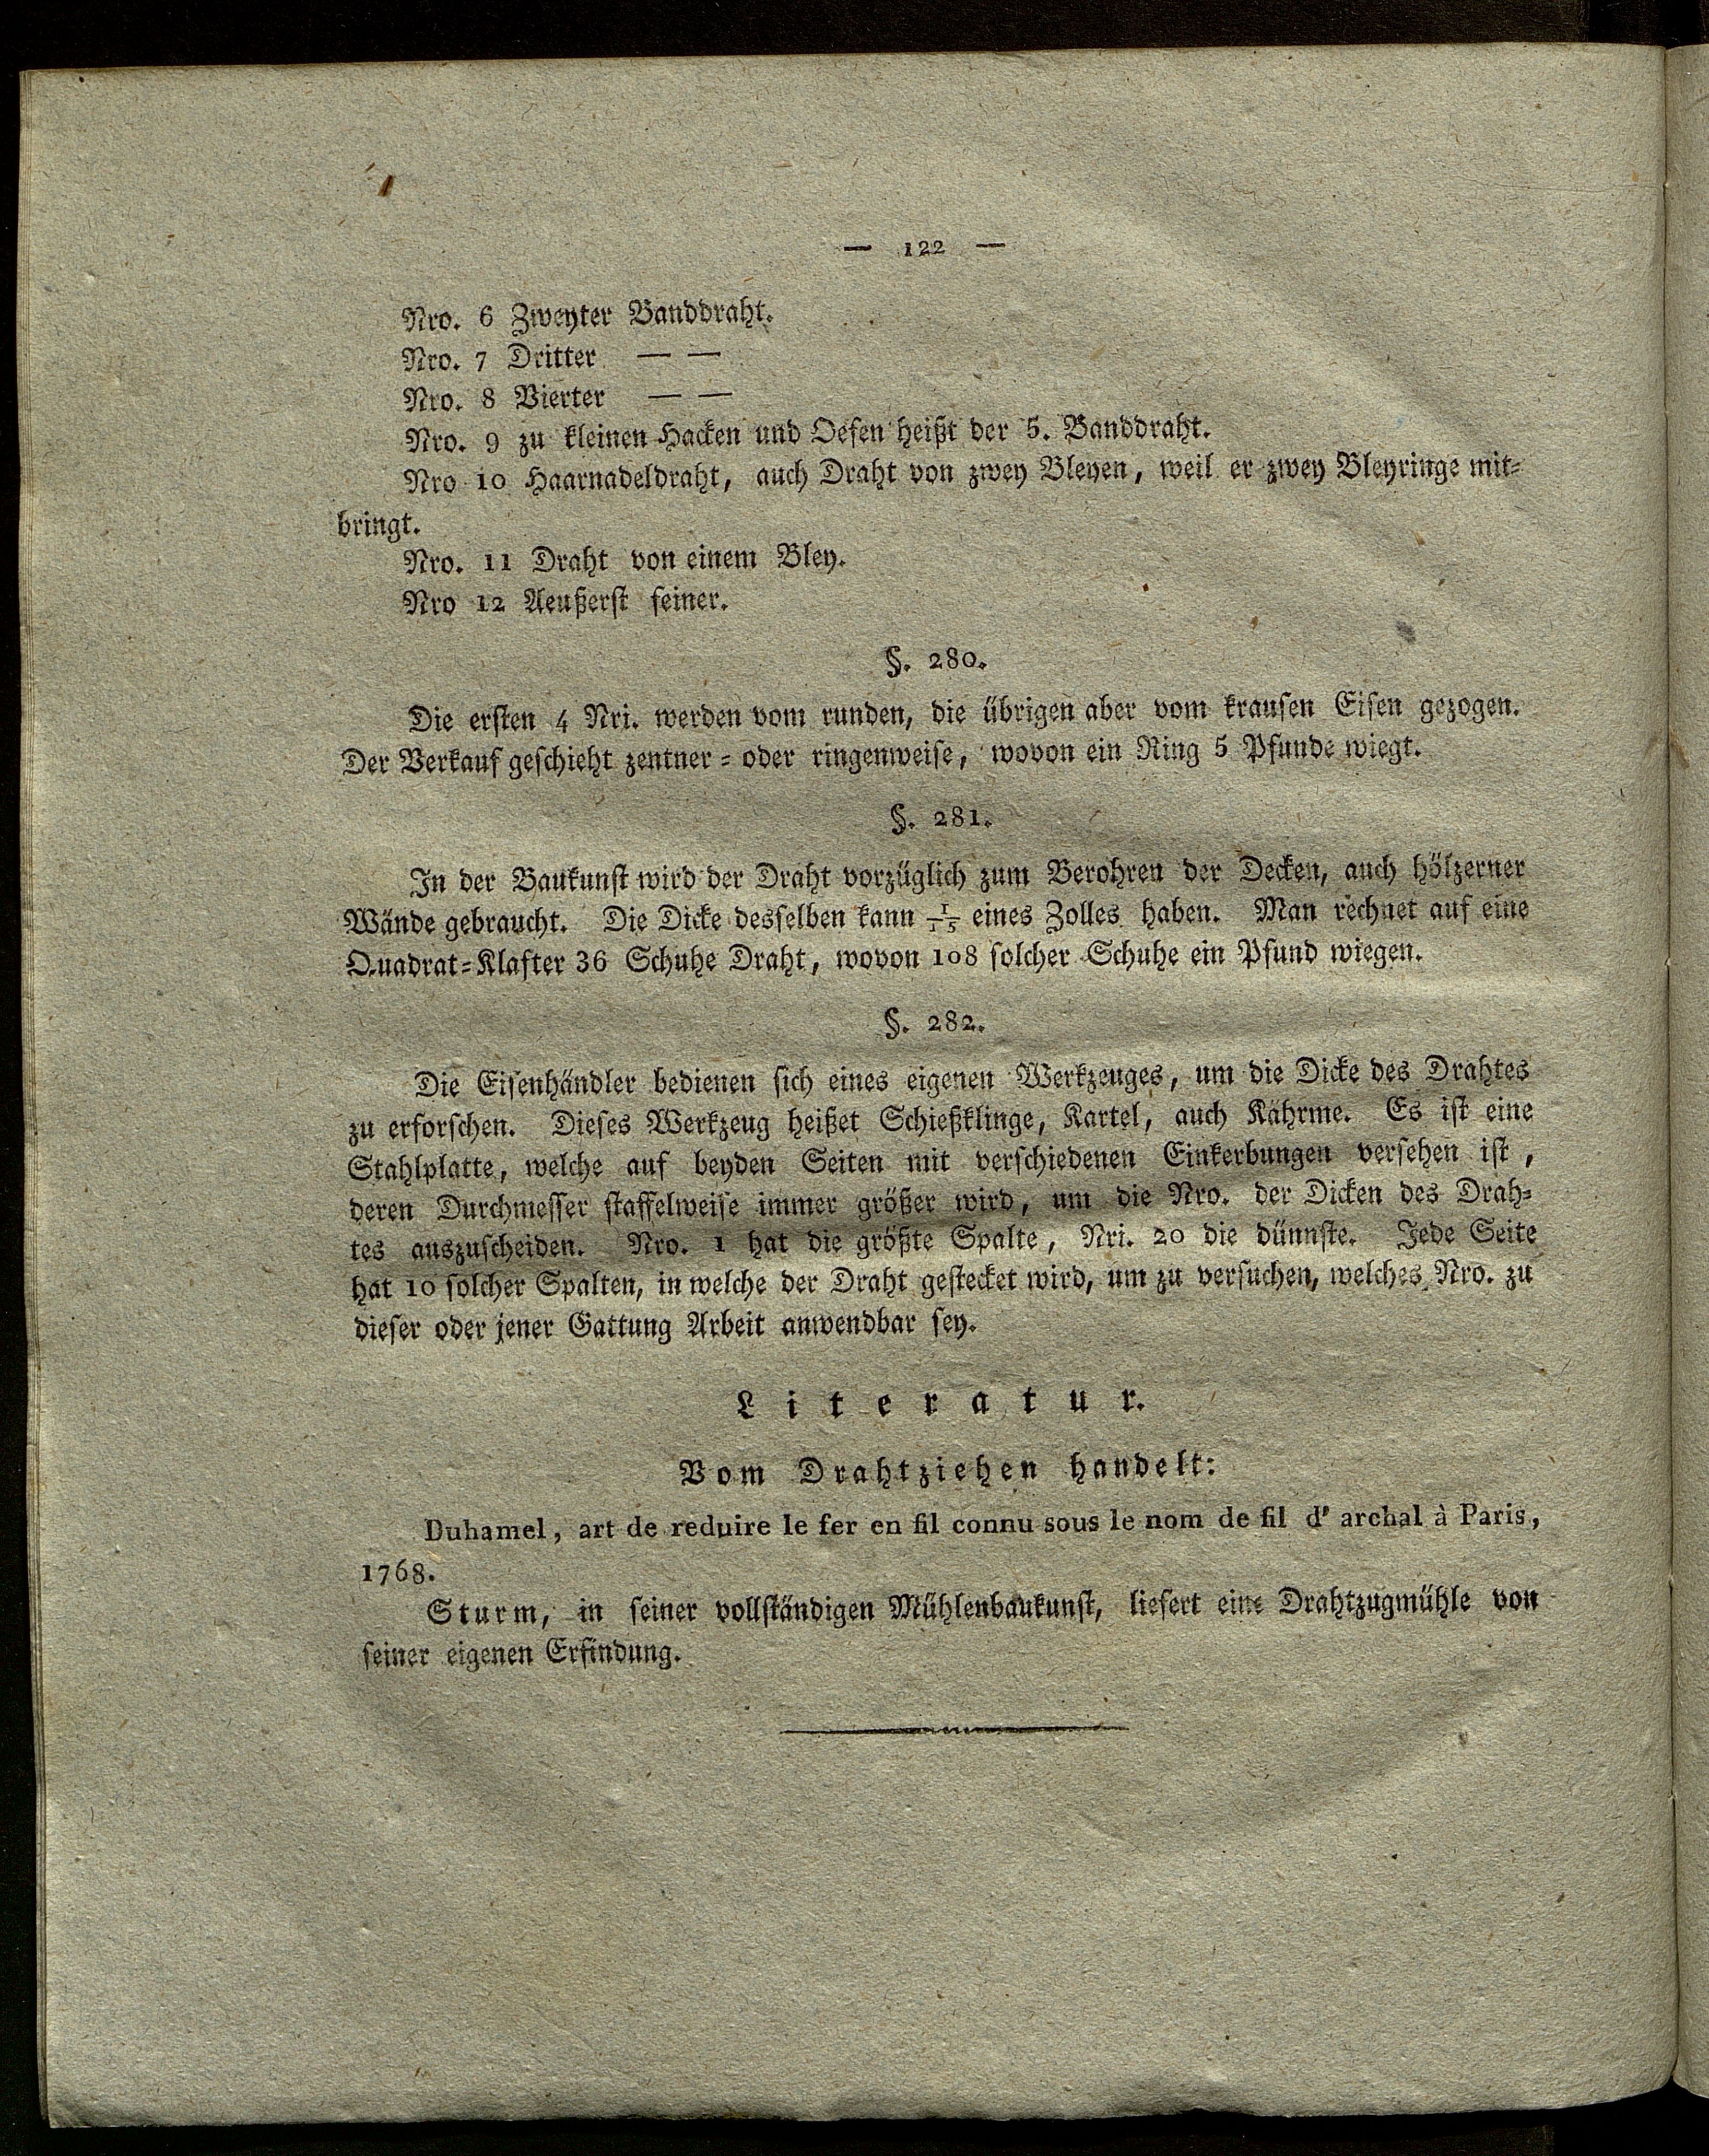 — 122 —
Nro. 6 Zweyter Banddraht.
Nro. 7 Dritter — —
Nro. 8 Vierter — —
Nro. 9 zu kleinen Hacken und Oesen heißt der 5. Banddraht.
Nro 10 Haarnadeldraht, auch Draht von zwey Bleyen, weil er zwey Bleyringe mit-
bringt.
Nro. 11 Draht von einem Bley.
Nro 12 Aeußerst feiner.
§. 280.
Die ersten 4 Nri. werden vom runden, die übrigen aber vom krausen Eisen gezogen.
Der Verkauf geschieht zentner- oder ringenweise, wovon ein Ring 5 Pfunde wiegt.
§. 281.
In der Baukunst wird der Draht vorzüglich zum Berohren der Decken, auch hölzerner
Wände gebraucht. Die Dicke desselben kann 1/15 eines Zolles haben. Man rechnet auf eine
Quadrat-Klafter 36 Schuhe Draht, wovon 108 solcher Schuhe ein Pfund wiegen.
§. 282.
Die Eisenhändler bedienen sich eines eigenen Werkzeuges, um die Dicke des Drahtes
zu erforschen. Dieses Werkzeug heißet Schießklinge, Kartel, auch Kährme. Es ist eine
Stahlplatte, welche auf beyden Seiten mit verschiedenen Einkerbungen versehen ist,
deren Durchmesser staffelweise immer größer wird, um die Nro. der Dicken des Drah-
tes auszuscheiden. Nro. 1 hat die größte Spalte, Nri. 20 die dünnste. Jede Seite
hat 10 solcher Spalten, in welche der Draht gestecket wird, um zu versuchen, welches Nro. zu
dieser oder jener Gattung Arbeit anwendbar sey.
Literatur.
Vom Drahtziehen handelt:
Duhamel, art de reduire le fer en fil connu sous le nom de fil d' archal à Paris,
1768.
Sturm, in seiner vollständigen Mühlenbaukunst, liefert eine Drahtzugmühle von
seiner eigenen Erfindung.